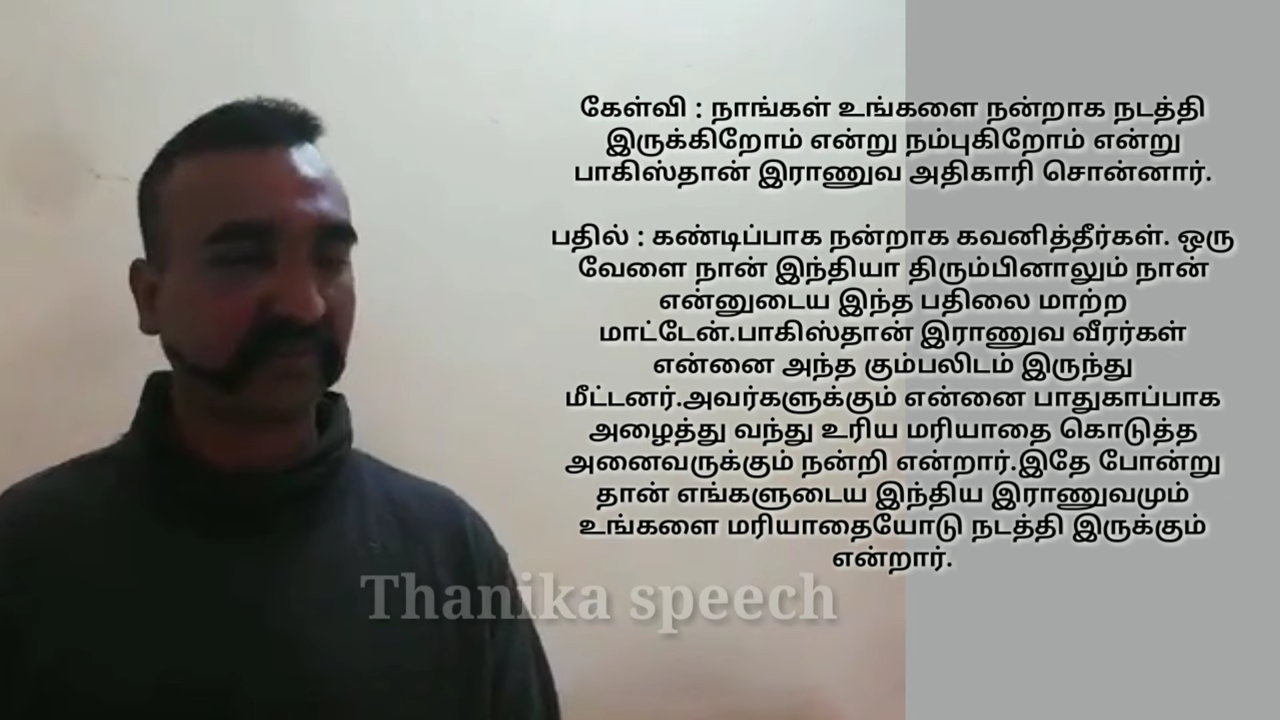 கேள்வி : நாங்கள் உங்களை நன்றாக நடத்தி
இருக்கிறோம் என்று நம்புகிறோம் என்று
பாகிஸ்தான் இராணுவ அதிகாரி சொன்னார்.
பதில் : கண்டிப்பாக நன்றாக கவனித்தீர்கள். ஒரு
வேளை நான் இந்தியா திரும்பினாலும் நான்
என்னுடைய இந்த பதிலை மாற்ற
மாட்டேன்.பாகிஸ்தான் இராணுவ வீரர்கள்
என்னை அந்த கும்பலிடம் இருந்து
மீட்டனர்.அவர்களுக்கும் என்னை பாதுகாப்பாக
அழைத்து வந்து உரிய மரியாதை கொடுத்த
அனைவருக்கும் நன்றி என்றார்.இதே போன்று
தான் எங்களுடைய இந்திய இராணுவமும்
உங்களை மரியாதையோடு நடத்தி இருக்கும்
என்றார்.
Thanika speech